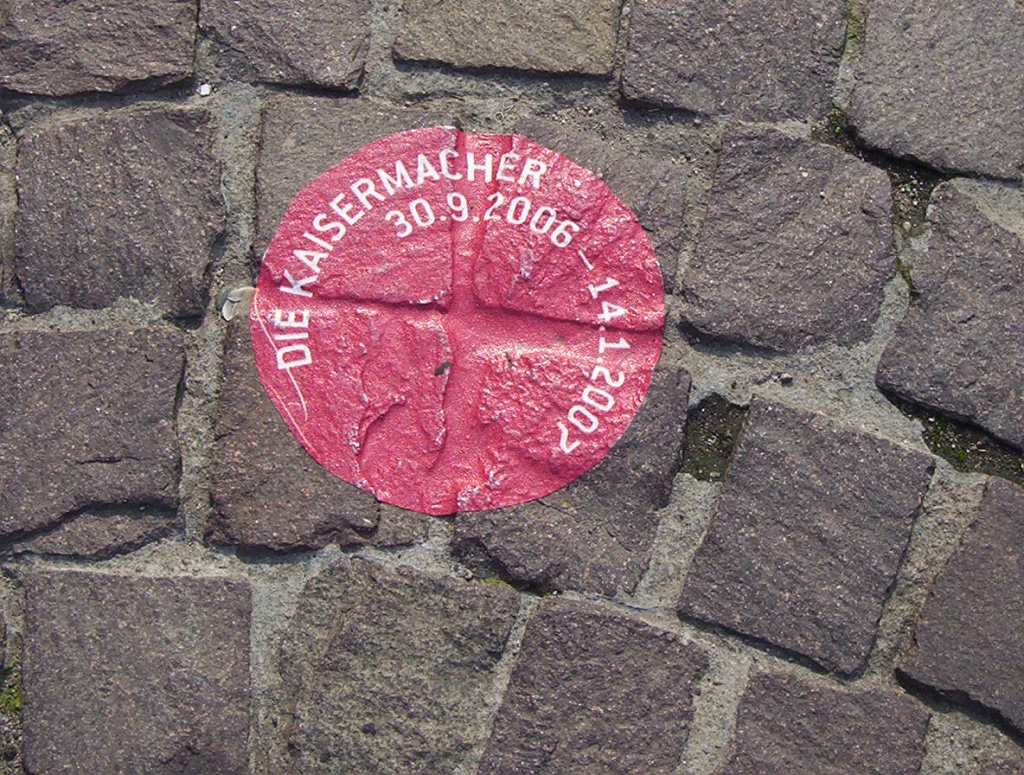 DIE KAISERMACHER
30.9.2006 – 14.1.2007